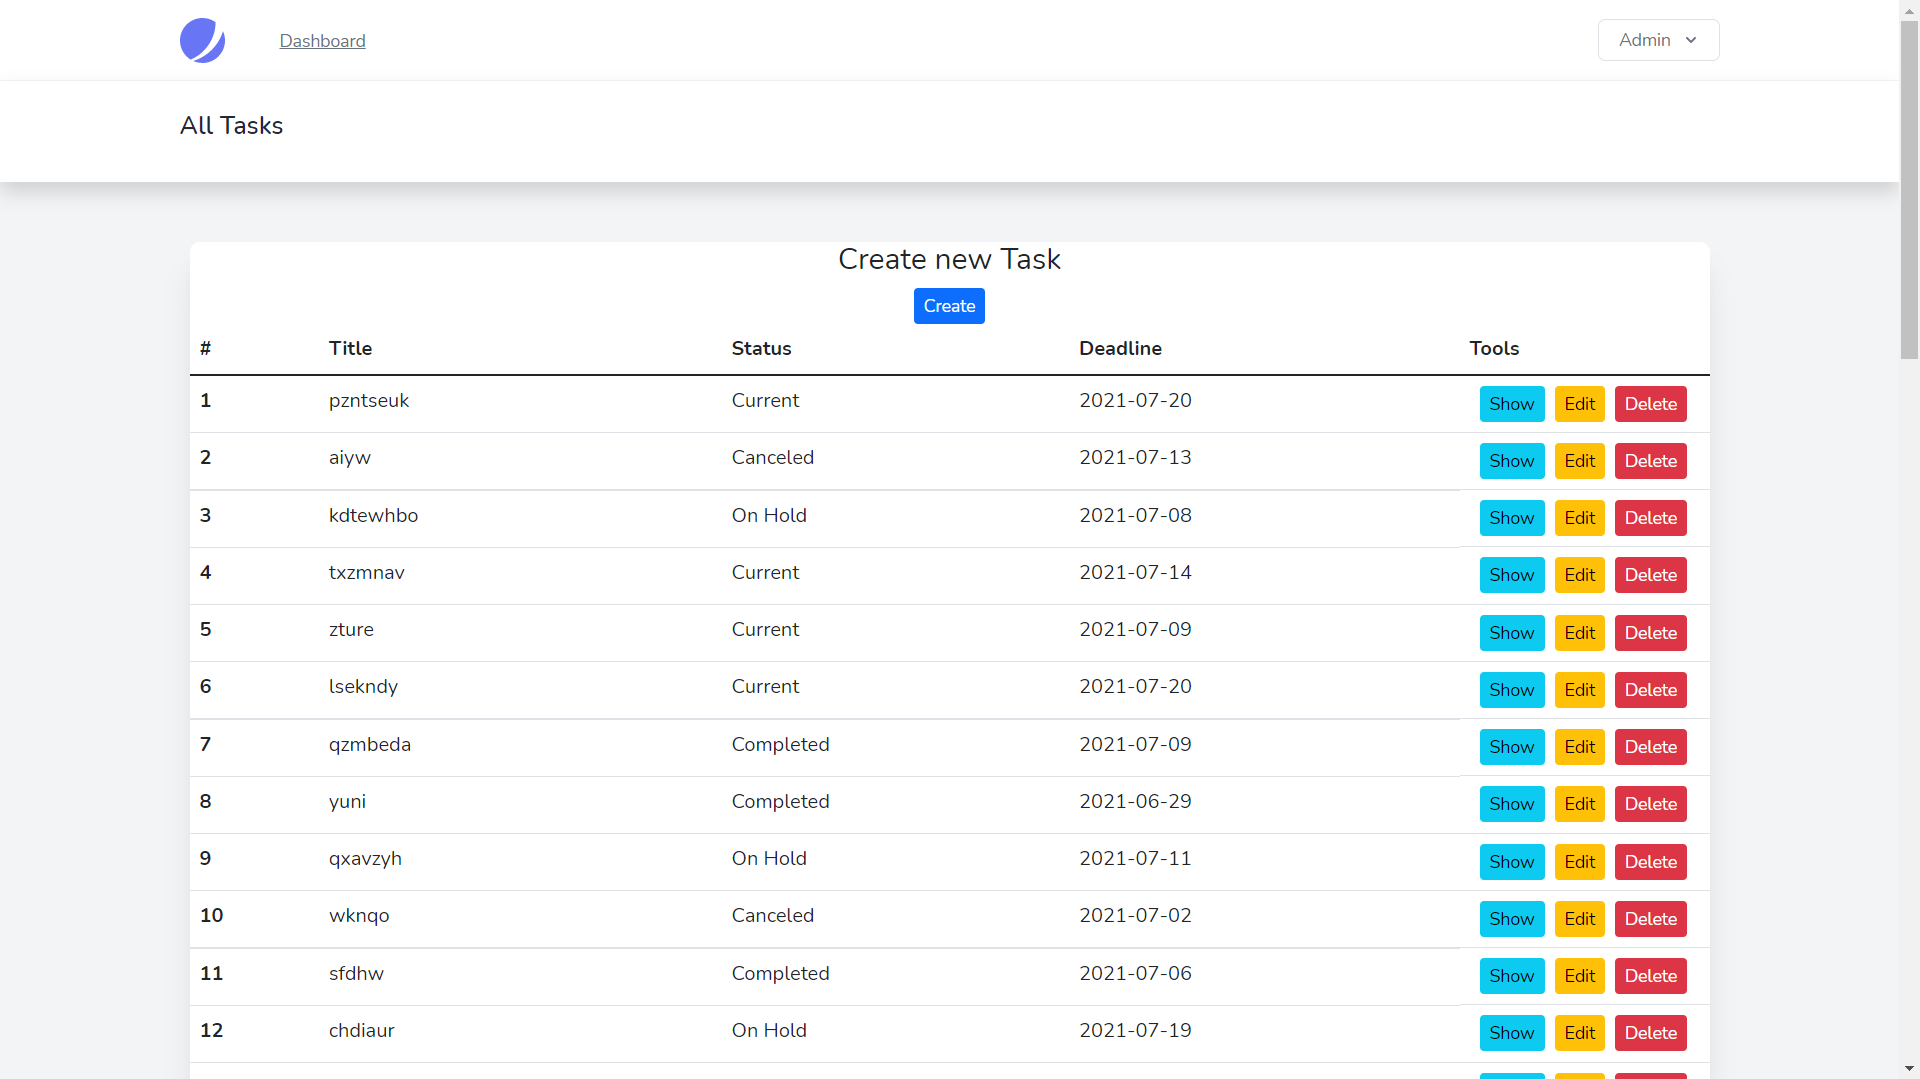 Dashboard Admin
All Tasks
Create new Task
Create
# Title Status Deadline Tools
1 pzntseuk Current 2021-07-20 Show Edit Delete
2 aiyw Canceled 2021-07-13 Show Edit Delete
3 kdtewhbo On Hold 2021-07-08 Show Edit Delete
4 txzmnav Current 2021-07-14 Show Edit Delete
5 zture Current 2021-07-09 Show Edit Delete
6 lsekndy Current 2021-07-20 Show Edit Delete
7 qzmbeda Completed 2021-07-09 Show Edit Delete
8 yuni Completed 2021-06-29 Show Edit Delete
9 qxavzyh On Hold 2021-07-11 Show Edit Delete
10 wknqo Canceled 2021-07-02 Show Edit Delete
11 sfdhw Completed 2021-07-06 Show Edit Delete
12 chdiaur On Hold 2021-07-19 Show Edit Delete